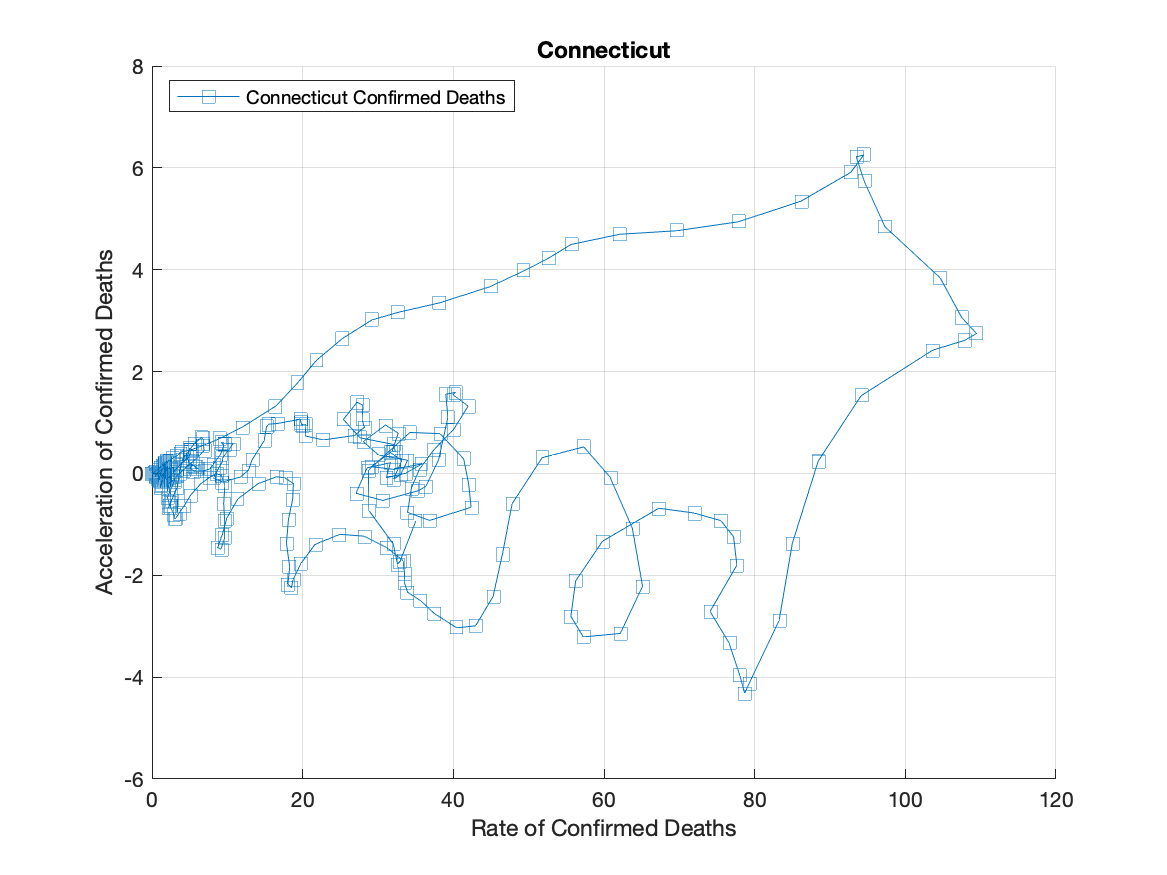 Connecticut
Connecticut Confirmed Deaths
Acceleration of Confirmed Deaths
8
6
4
2
0
-2
-4
-6
0 20 40 60 80 100 120
Rate of Confirmed Deaths